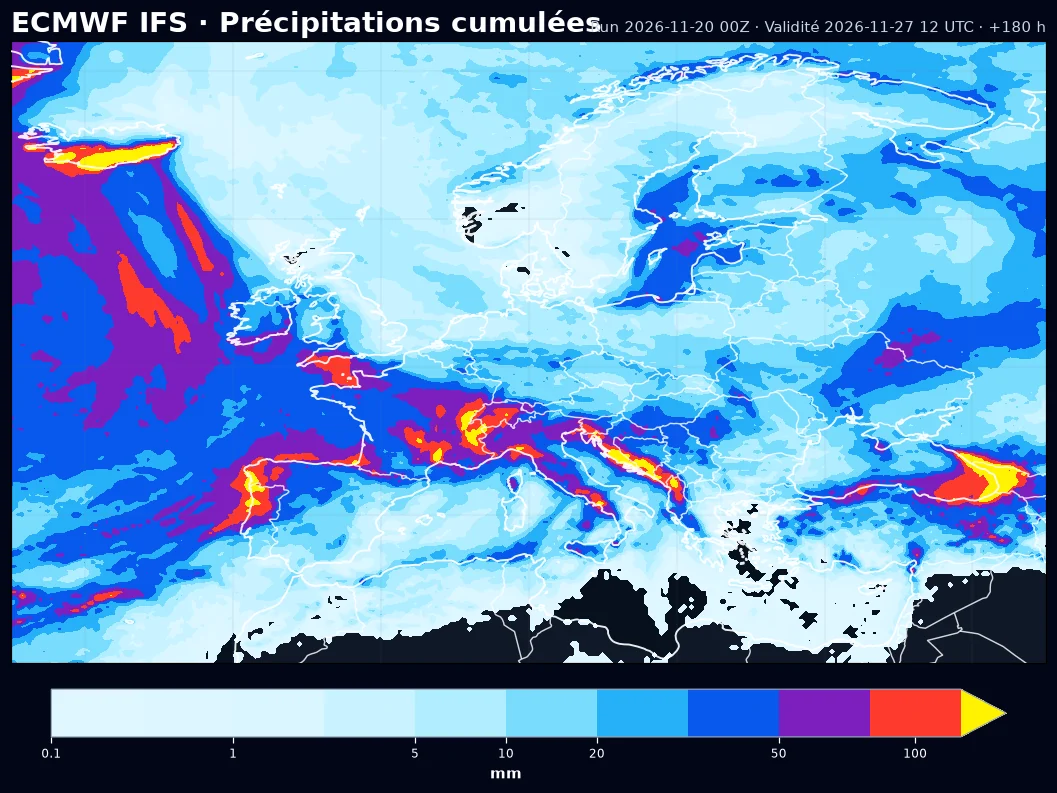 ECMWF IFS · Précipitations cumulées
Run 2026-11-20 00Z · Validité 2026-11-27 12 UTC · +180 h
0.1 1 5 10 20 50 100
mm